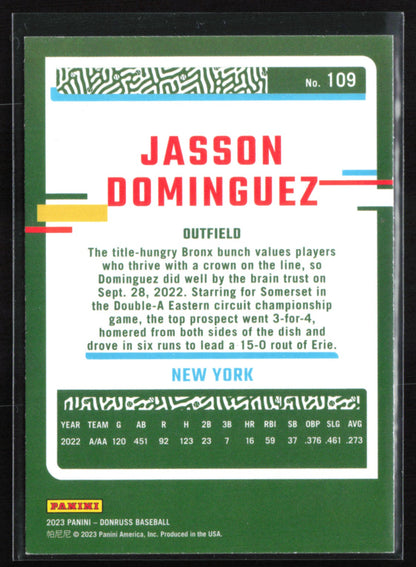 No. 109
JASSON
DOMINGUEZ
OUTFIELD
The title-hungry Bronx bunch values players
who thrive with a crown on the line, so
Dominguez did well by the brain trust on
Sept. 28, 2022. Starring for Somerset in
the Double-A Eastern circuit championship
game, the top prospect went 3-for-4,
homered from both sides of the dish and
drove in six runs to lead a 15-0 rout of Erie.
NEW YORK
YEAR TEAM G AB R H 2B 3B HR RBI SB OBP SLG AVG
2022 A/AA 120 451 92 123 23 7 16 59 37 .376 .461 .273
PANINI
2023 PANINI – DONRUSS BASEBALL
帕尼尼 © 2023 Panini America, Inc. Produced in the USA.